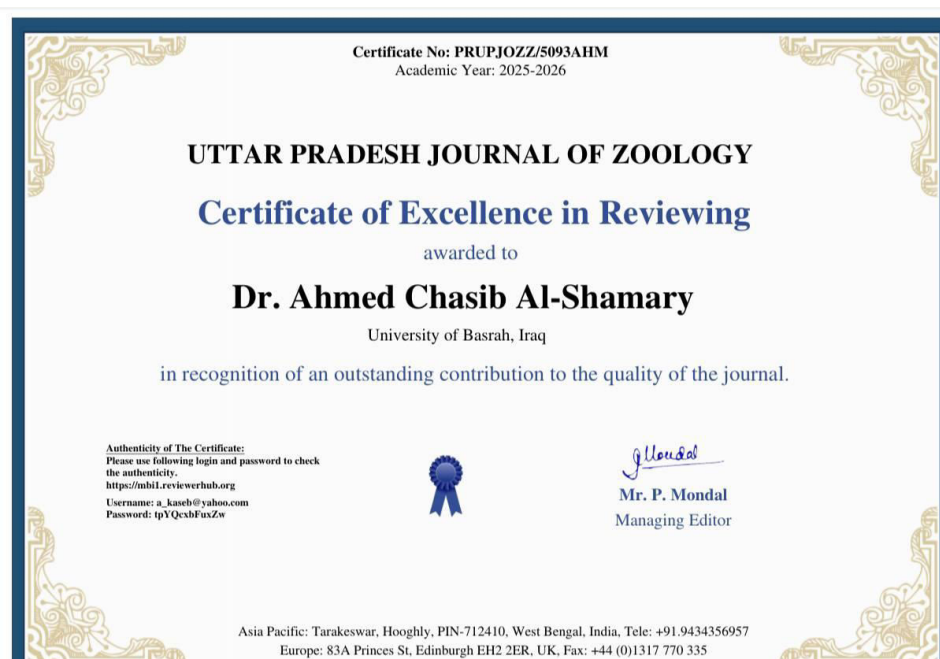 Certificate No: PRUPJOZZ/5093AHM
Academic Year: 2025-2026
UTTAR PRADESH JOURNAL OF ZOOLOGY
Certificate of Excellence in Reviewing
awarded to
Dr. Ahmed Chasib Al-Shamary
University of Basrah, Iraq
in recognition of an outstanding contribution to the quality of the journal.
Authenticity of The Certificate:
Please use following login and password to check
the authenticity.
https://mbi1.reviewerhub.org
Username: a_kaseb@yahoo.com
Password: tpYQcxbFuxZw
PMondal
Mr. P. Mondal
Managing Editor
Asia Pacific: Tarakeswar, Hooghly, PIN-712410, West Bengal, India, Tele: +91.9434356957
Europe: 83A Princes St, Edinburgh EH2 2ER, UK, Fax: +44 (0)1317 770 335